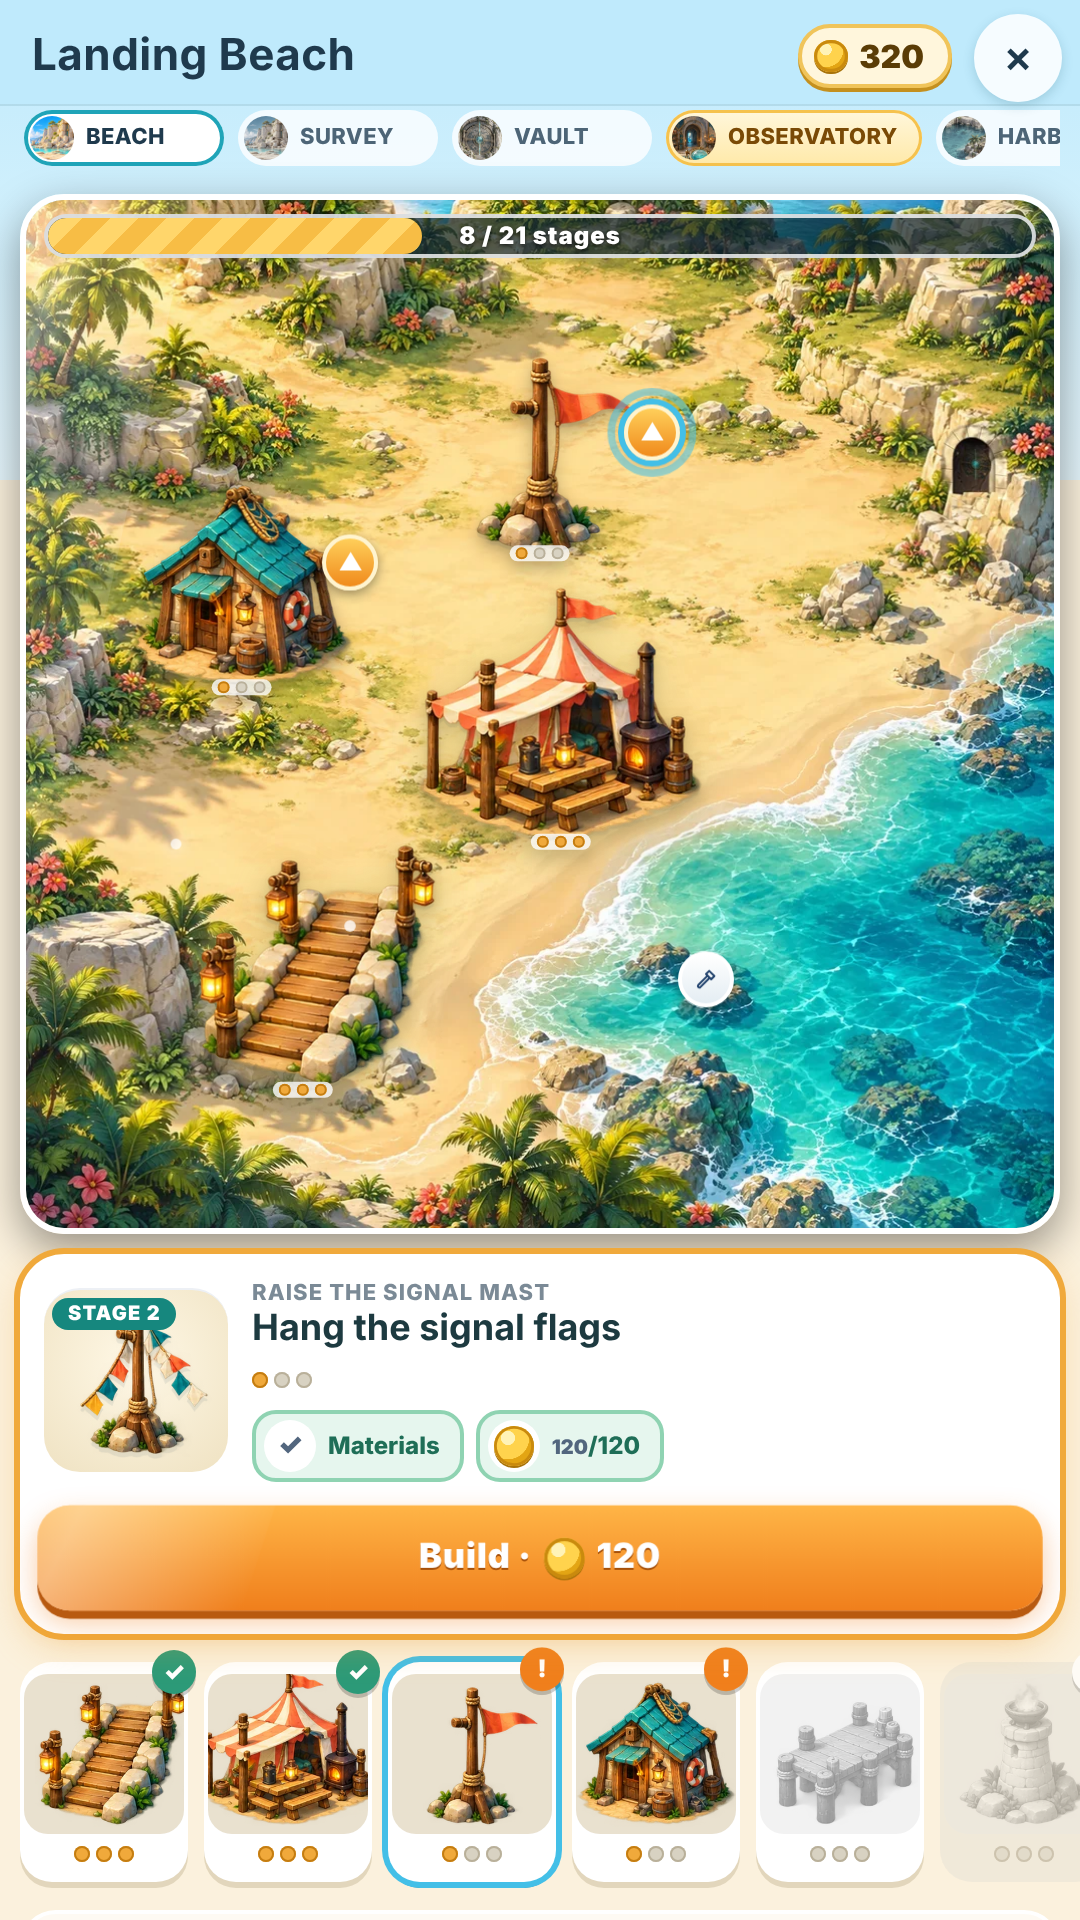 Landing Beach
320
BEACH
SURVEY
VAULT
OBSERVATORY
HARB
8 / 21 stages
STAGE 2
RAISE THE SIGNAL MAST
Hang the signal flags
Materials
120/120
Build · 120
!
!